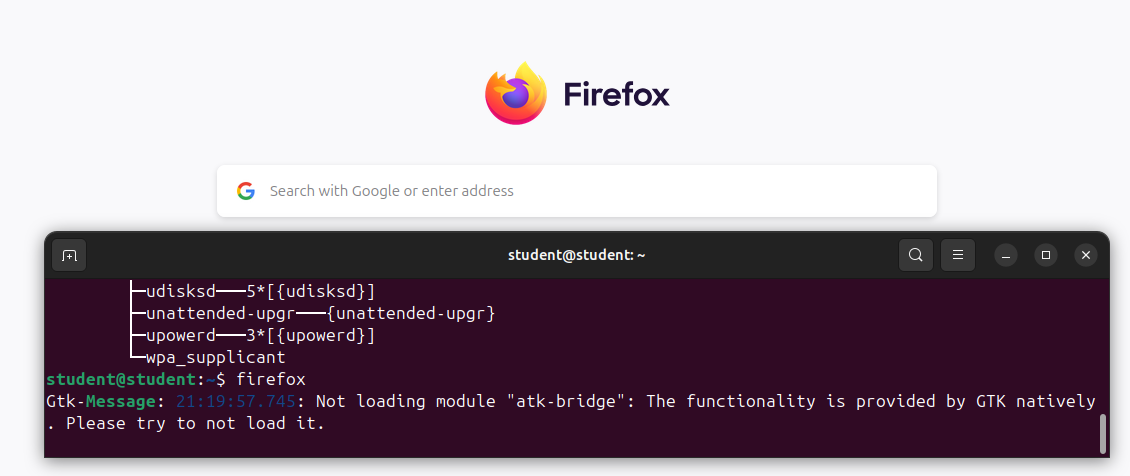 Firefox
Search with Google or enter address
student@student: ~
├─udisksd───5*[{udisksd}]
├─unattended-upgr───{unattended-upgr}
├─upowerd───3*[{upowerd}]
└─wpa_supplicant
student@student:~$ firefox
Gtk-Message: 21:19:57.745: Not loading module "atk-bridge": The functionality is provided by GTK natively
. Please try to not load it.